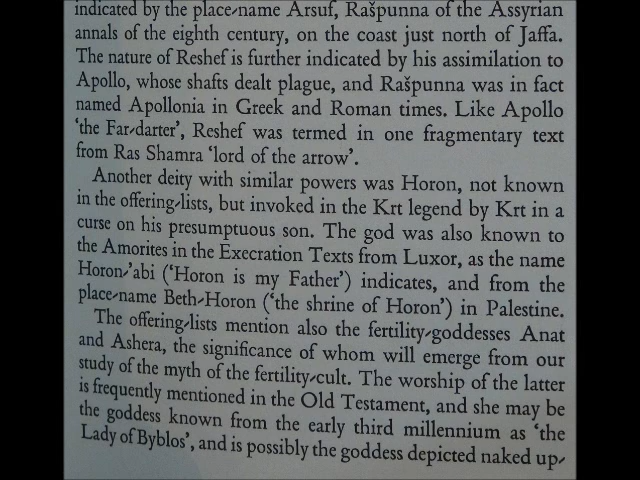 indicated by the place-name Arsuf, Rašpunna of the Assyrian
annals of the eighth century, on the coast just north of Jaffa.
The nature of Reshef is further indicated by his assimilation to
Apollo, whose shafts dealt plague, and Rašpunna was in fact
named Apollonia in Greek and Roman times. Like Apollo
‘the Far-darter’, Reshef was termed in one fragmentary text
from Ras Shamra ‘lord of the arrow’.
Another deity with similar powers was Horon, not known
in the offering-lists, but invoked in the Krt legend by Krt in a
curse on his presumptuous son. The god was also known to
the Amorites in the Execration Texts from Luxor, as the name
Horon-’abi (‘Horon is my Father’) indicates, and from the
place-name Beth-Horon (‘the shrine of Horon’) in Palestine.
The offering-lists mention also the fertility-goddesses Anat
and Ashera, the significance of whom will emerge from our
study of the myth of the fertility-cult. The worship of the latter
is frequently mentioned in the Old Testament, and she may be
the goddess known from the early third millennium as ‘the
Lady of Byblos’, and is possibly the goddess depicted naked up-